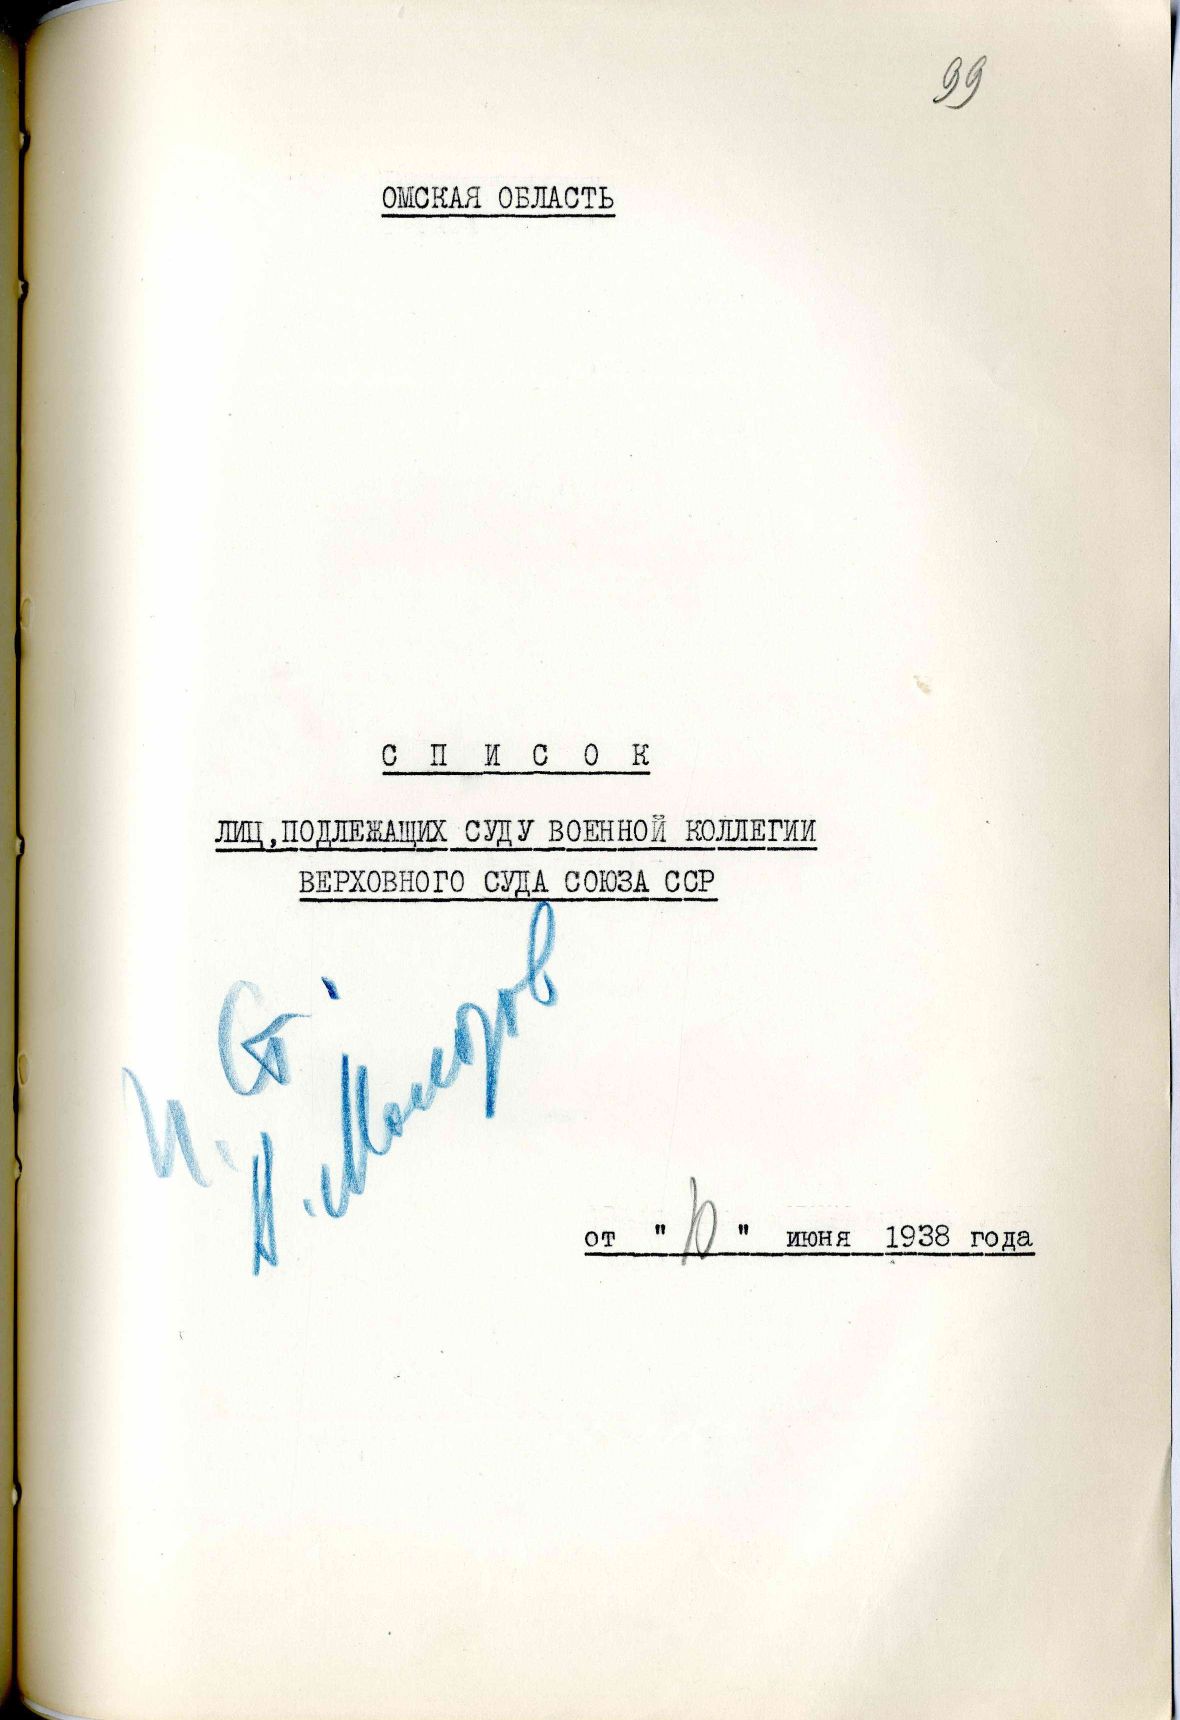 99
ОМСКАЯ ОБЛАСТЬ
С П И С О К
ЛИЦ,ПОДЛЕЖАЩИХ СУДУ ВОЕННОЙ КОЛЛЕГИИ
ВЕРХОВНОГО СУДА СОЮЗА ССР
И. Ст
В. Молотов
от "10" июня 1938 года